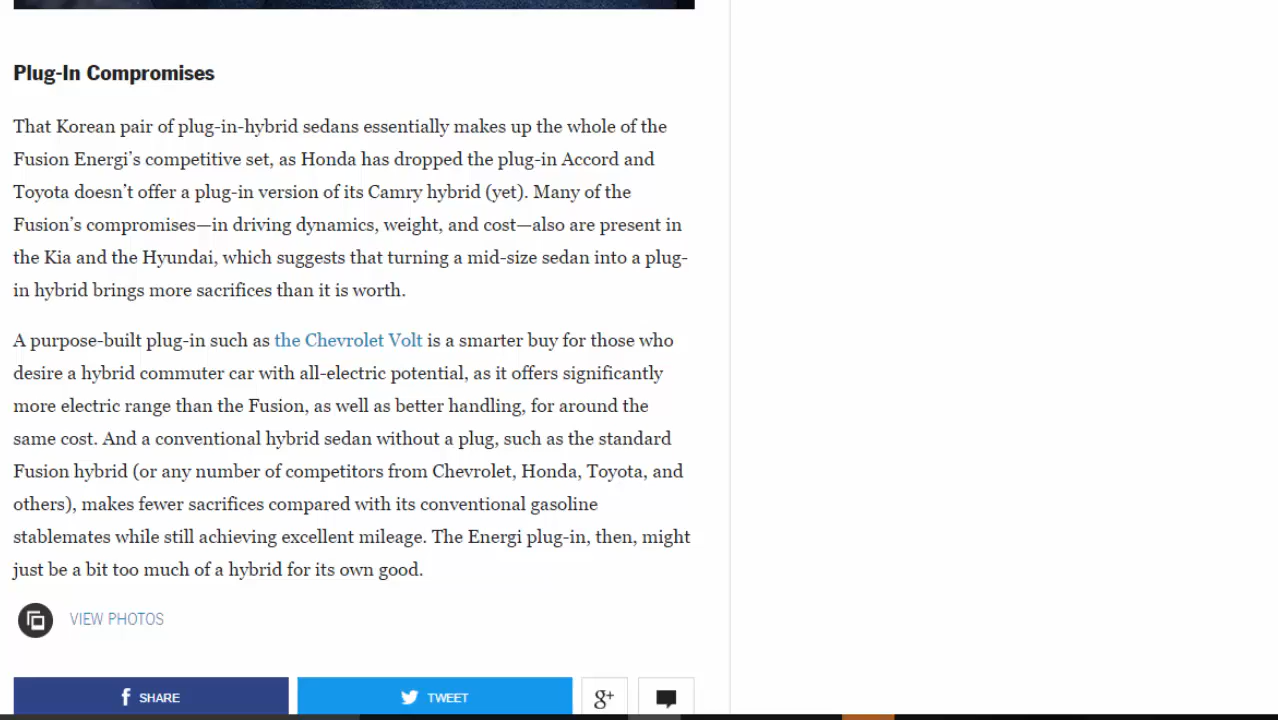 Plug-In Compromises
That Korean pair of plug-in-hybrid sedans essentially makes up the whole of the
Fusion Energi’s competitive set, as Honda has dropped the plug-in Accord and
Toyota doesn’t offer a plug-in version of its Camry hybrid (yet). Many of the
Fusion’s compromises—in driving dynamics, weight, and cost—also are present in
the Kia and the Hyundai, which suggests that turning a mid-size sedan into a plug-
in hybrid brings more sacrifices than it is worth.
A purpose-built plug-in such as the Chevrolet Volt is a smarter buy for those who
desire a hybrid commuter car with all-electric potential, as it offers significantly
more electric range than the Fusion, as well as better handling, for around the
same cost. And a conventional hybrid sedan without a plug, such as the standard
Fusion hybrid (or any number of competitors from Chevrolet, Honda, Toyota, and
others), makes fewer sacrifices compared with its conventional gasoline
stablemates while still achieving excellent mileage. The Energi plug-in, then, might
just be a bit too much of a hybrid for its own good.
VIEW PHOTOS
f SHARE TWEET g+